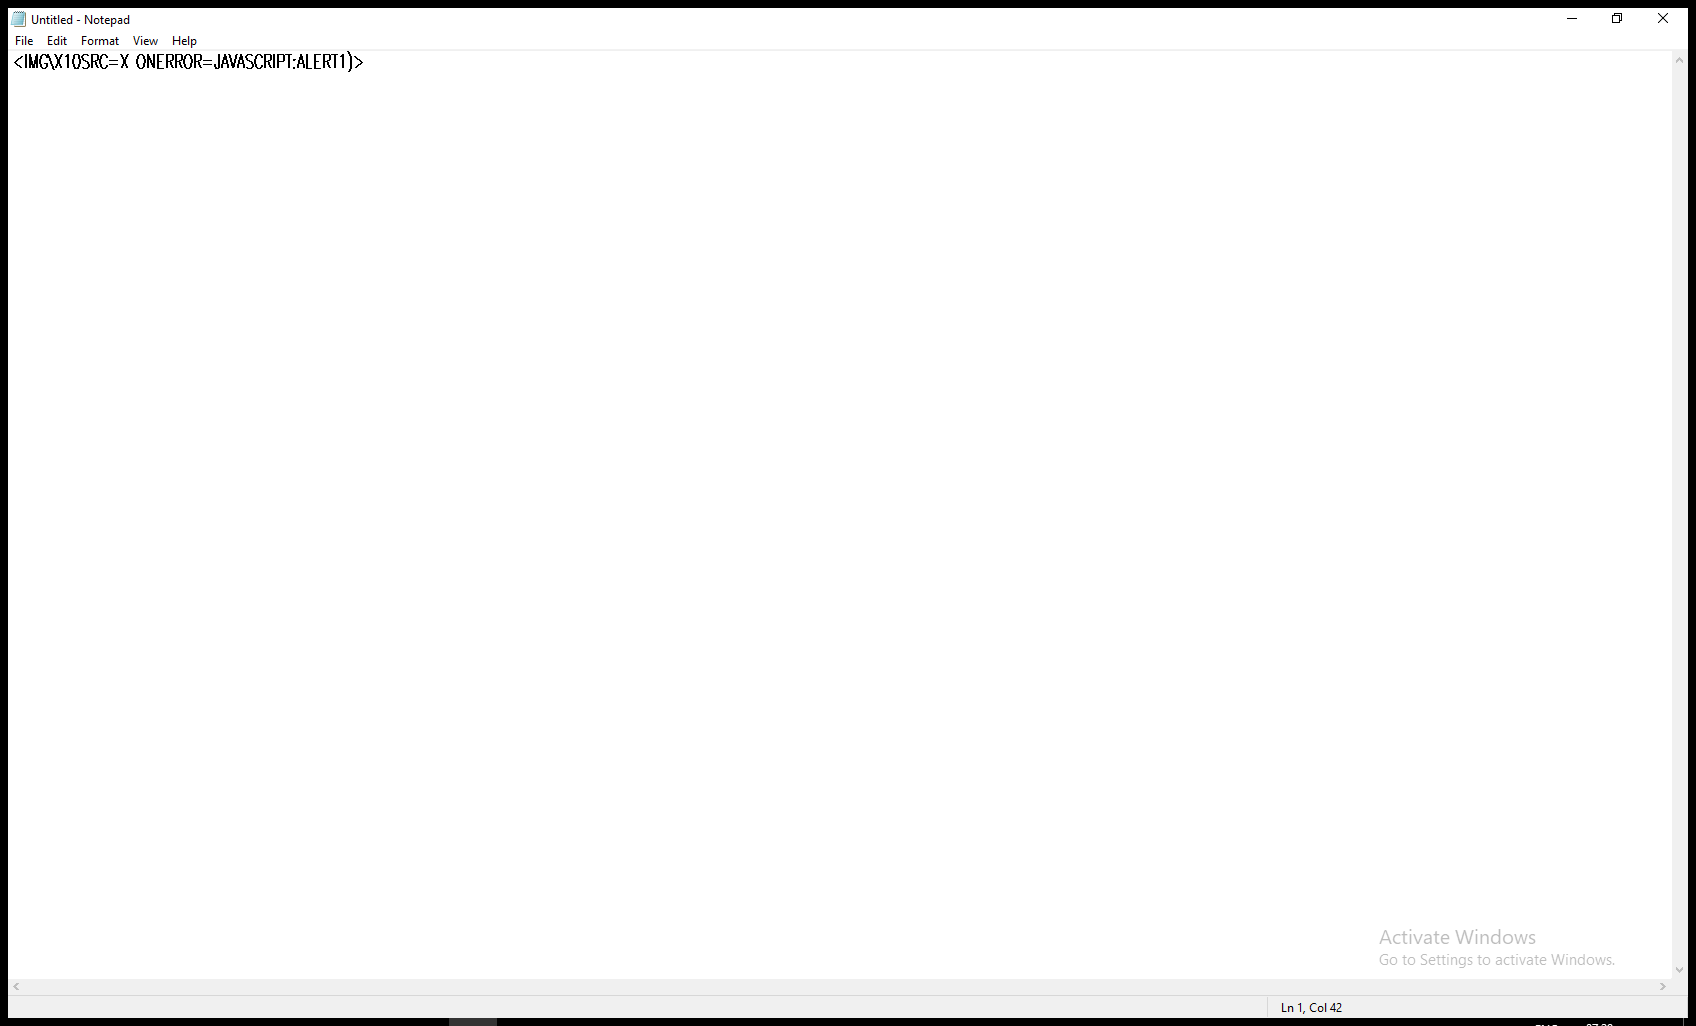 Untitled - Notepad
File Edit Format View Help
<IMG\X10SRC=X ONERROR=JAVASCRIPT:ALERT1)>
Activate Windows
Go to Settings to activate Windows.
Ln 1, Col 42